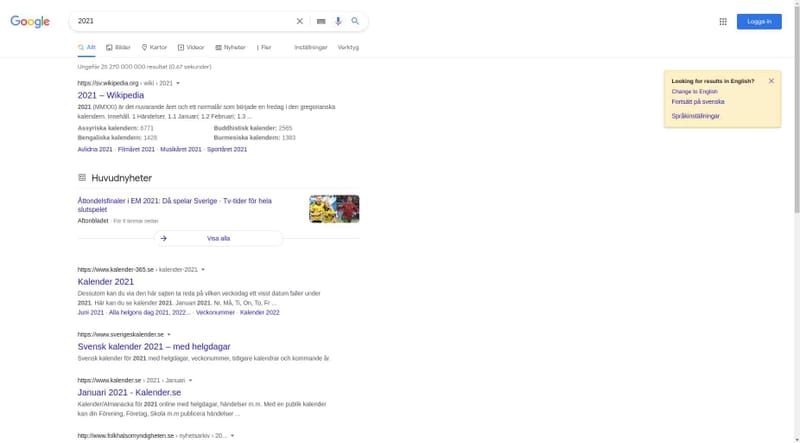 Google
2021
Logga in
Allt
Bilder
Kartor
Videor
Nyheter
Fler
Inställningar
Verktyg
Ungefär 25 270 000 000 resultat (0,67 sekunder)
https://sv.wikipedia.org › wiki › 2021
2021 – Wikipedia
2021 (MMXXI) är det nuvarande året och ett normalår som började en fredag i den gregorianska
kalendern. Innehåll. 1 Händelser. 1.1 Januari; 1.2 Februari; 1.3 ...
Assyriska kalendern: 6771
Buddhistisk kalender: 2565
Bengaliska kalendern: 1428
Burmesiska kalendern: 1383
Avlidna 2021 · Filmåret 2021 · Musikåret 2021 · Sportåret 2021
Looking for results in English?
Change to English
Fortsätt på svenska
Språkinställningar
Huvudnyheter
Åttondelsfinaler i EM 2021: Då spelar Sverige - Tv-tider för hela
slutspelet
Aftonbladet · För 6 timmar sedan
Visa alla
https://www.kalender-365.se › kalender-2021
Kalender 2021
Dessutom kan du via den här sajten ta reda på vilken veckodag ett visst datum faller under
2021. Här kan du se kalender 2021. Januari 2021. Nr, Må, Ti, On, To, Fr ...
Juni 2021 · Alla helgons dag 2021, 2022... · Veckonummer · Kalender 2022
https://www.sverigeskalender.se
Svensk kalender 2021 – med helgdagar
Svensk kalender för 2021 med helgdagar, veckonummer, tidigare kalendrar och kommande år.
https://www.kalender.se › 2021 › Januari
Januari 2021 - Kalender.se
Kalender/Almanacka för 2021 online med helgdagar, händelser m.m. Med en publik kalender
kan din Förening, Företag, Skola m.m publicera händelser ...
http://www.folkhalsomyndigheten.se › nyhetsarkiv › 20...